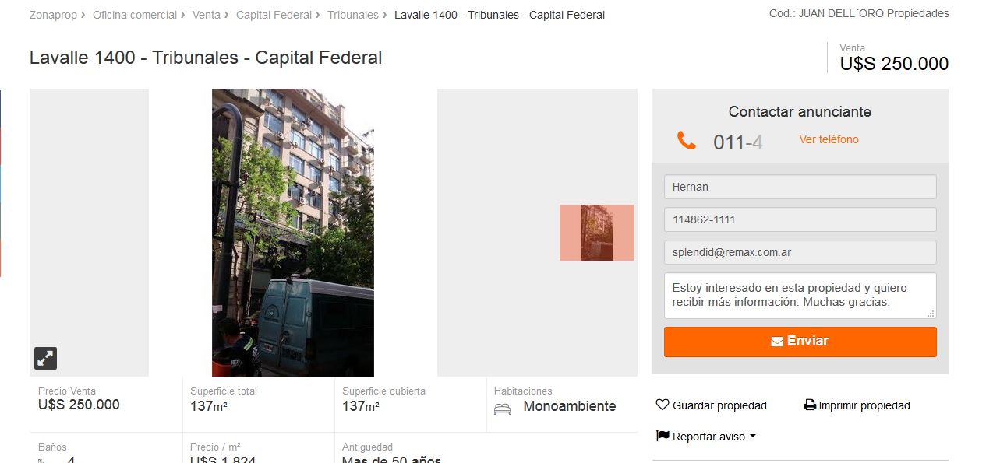 Zonaprop › Oficina comercial › Venta › Capital Federal › Tribunales › Lavalle 1400 - Tribunales - Capital Federal
Cod.: JUAN DELL´ORO Propiedades
Lavalle 1400 - Tribunales - Capital Federal
Venta
U$S 250.000
Contactar anunciante
011-4
Ver teléfono
Hernan
114862-1111
splendid@remax.com.ar
Estoy interesado en esta propiedad y quiero
recibir más información. Muchas gracias.
Enviar
Precio Venta
U$S 250.000
Superficie total
137m²
Superficie cubierta
137m²
Habitaciones
Monoambiente
Guardar propiedad
Imprimir propiedad
Reportar aviso
Baños
4
Precio / m²
U$S 1.824
Antigüedad
Mas de 50 años